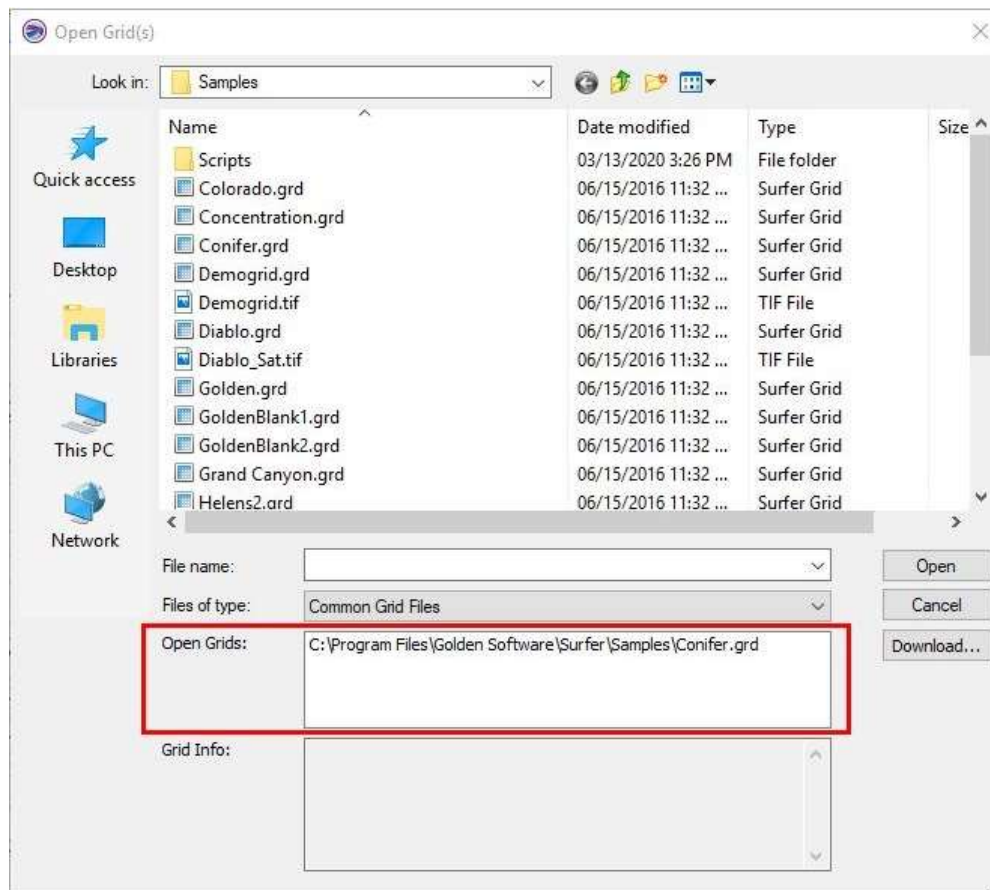 Open Grid(s)
Look in: Samples
Name Date modified Type Size
Scripts 03/13/2020 3:26 PM File folder
Colorado.grd 06/15/2016 11:32 ... Surfer Grid
Concentration.grd 06/15/2016 11:32 ... Surfer Grid
Conifer.grd 06/15/2016 11:32 ... Surfer Grid
Demogrid.grd 06/15/2016 11:32 ... Surfer Grid
Demogrid.tif 06/15/2016 11:32 ... TIF File
Diablo.grd 06/15/2016 11:32 ... Surfer Grid
Diablo_Sat.tif 06/15/2016 11:32 ... TIF File
Golden.grd 06/15/2016 11:32 ... Surfer Grid
GoldenBlank1.grd 06/15/2016 11:32 ... Surfer Grid
GoldenBlank2.grd 06/15/2016 11:32 ... Surfer Grid
Grand Canyon.grd 06/15/2016 11:32 ... Surfer Grid
Helens2.grd 06/15/2016 11:32 ... Surfer Grid
Quick access
Desktop
Libraries
This PC
Network
File name:
Open
Files of type: Common Grid Files
Cancel
Open Grids: C:\Program Files\Golden Software\Surfer\Samples\Conifer.grd
Download...
Grid Info: